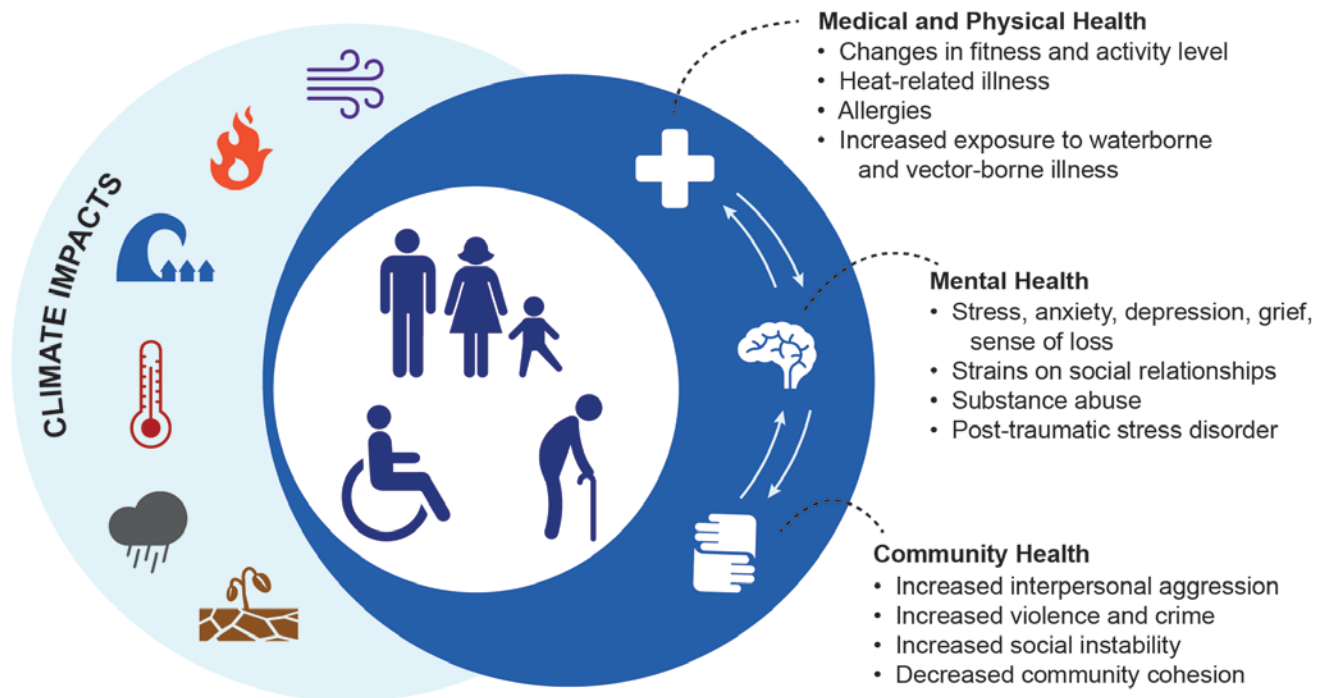 CLIMATE IMPACTS
Medical and Physical Health
• Changes in fitness and activity level
• Heat-related illness
• Allergies
• Increased exposure to waterborne
and vector-borne illness
Mental Health
• Stress, anxiety, depression, grief,
sense of loss
• Strains on social relationships
• Substance abuse
• Post-traumatic stress disorder
Community Health
• Increased interpersonal aggression
• Increased violence and crime
• Increased social instability
• Decreased community cohesion